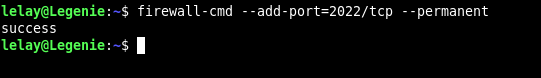 lelay@Legenie:~$ firewall-cmd --add-port=2022/tcp --permanent
success
lelay@Legenie:~$